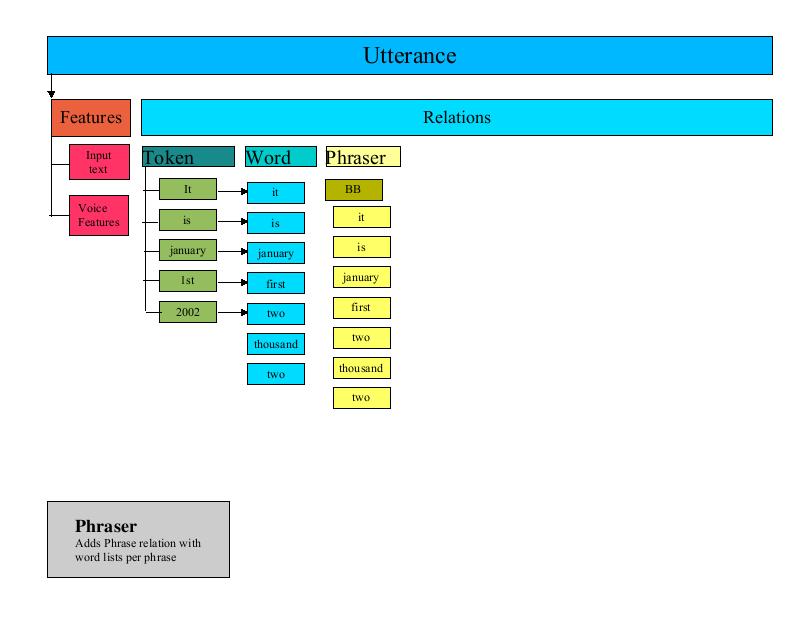 Utterance
Features
Relations
Input
text
Voice
Features
Token
It
is
january
1st
2002
Word
it
is
january
first
two
thousand
two
Phraser
BB
it
is
january
first
two
thousand
two
Phraser
Adds Phrase relation with
word lists per phrase